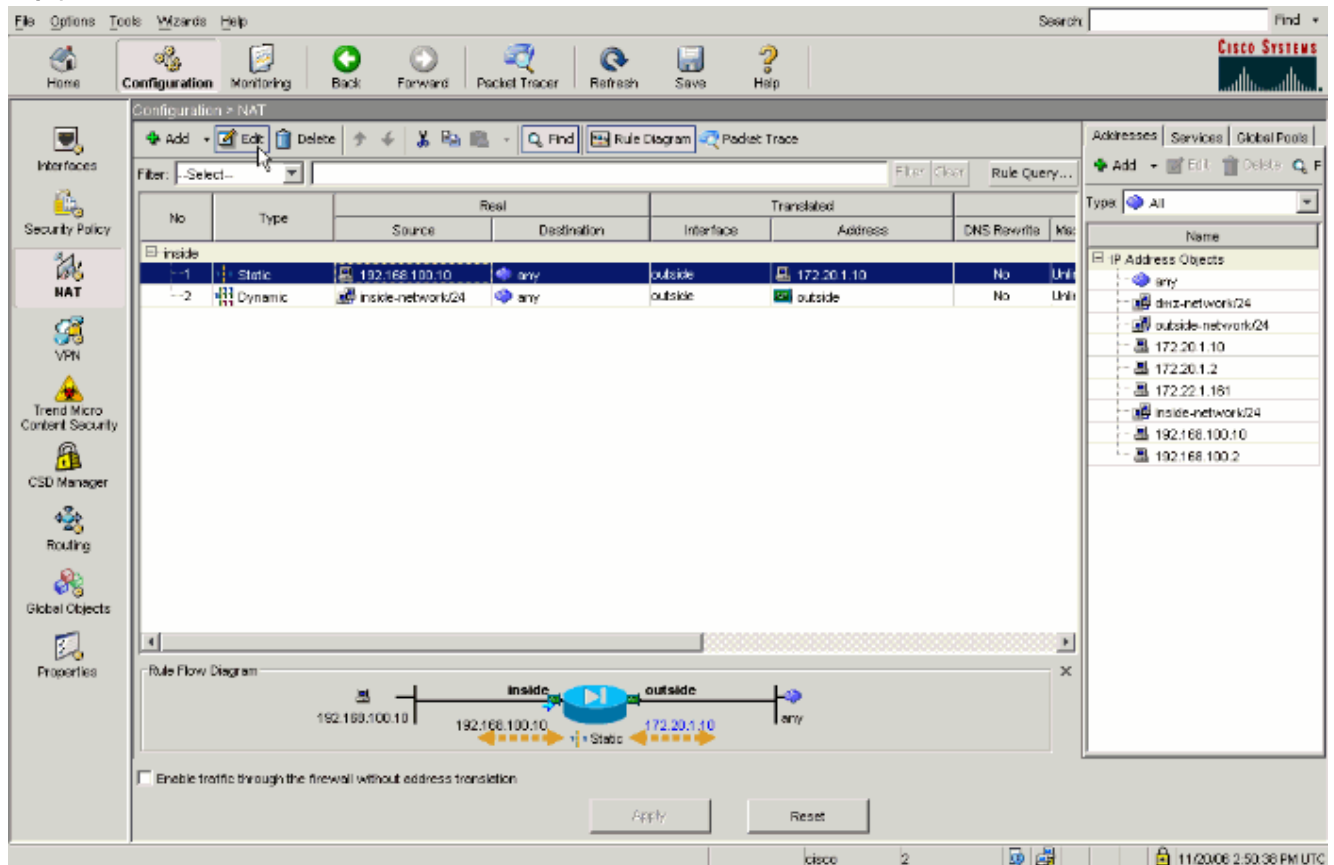 File Options Tools Wizards Help Search: Find
Home Configuration Monitoring Back Forward Packet Tracer Refresh Save Help
CISCO SYSTEMS
Configuration > NAT
Add Edit Delete Find Rule Diagram Packet Trace
Filter: --Select-- Filter Clear Rule Query...
No Type Real Translated
Source Destination Interface Address DNS Rewrite
inside
1 Static 192.168.100.10 any outside 172.20.1.10 No
2 Dynamic inside-network/24 any outside outside No
Interfaces
Security Policy
NAT
VPN
Trend Micro
Content Security
CSD Manager
Routing
Global Objects
Properties
Addresses Services Global Pools
Add Edit Delete F
Type: All
Name
IP Address Objects
any
dmz-network/24
outside-network/24
172.20.1.10
172.20.1.2
172.22.1.161
inside-network/24
192.168.100.10
192.168.100.2
Rule Flow Diagram
inside outside
192.168.100.10 192.168.100.10 172.20.1.10 any
Static
Enable traffic through the firewall without address translation
Apply Reset
cisco 2 11/20/06 2:50:38 PM UTC